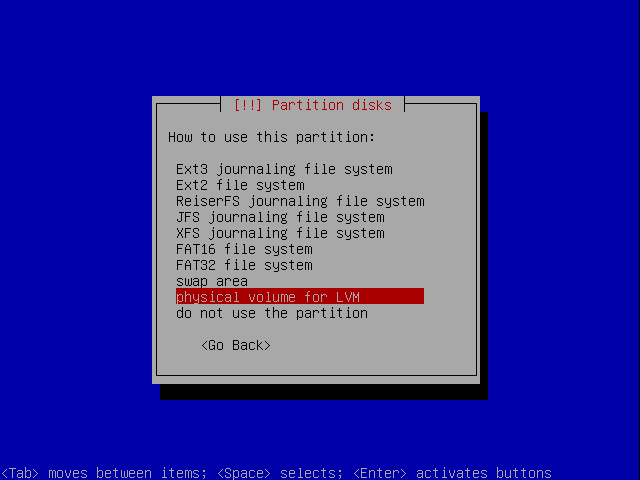 [!!] Partition disks
How to use this partition:
Ext3 journaling file system
Ext2 file system
ReiserFS journaling file system
JFS journaling file system
XFS journaling file system
FAT16 file system
FAT32 file system
swap area
physical volume for LVM
do not use the partition
<Go Back>
<Tab> moves between items; <Space> selects; <Enter> activates buttons